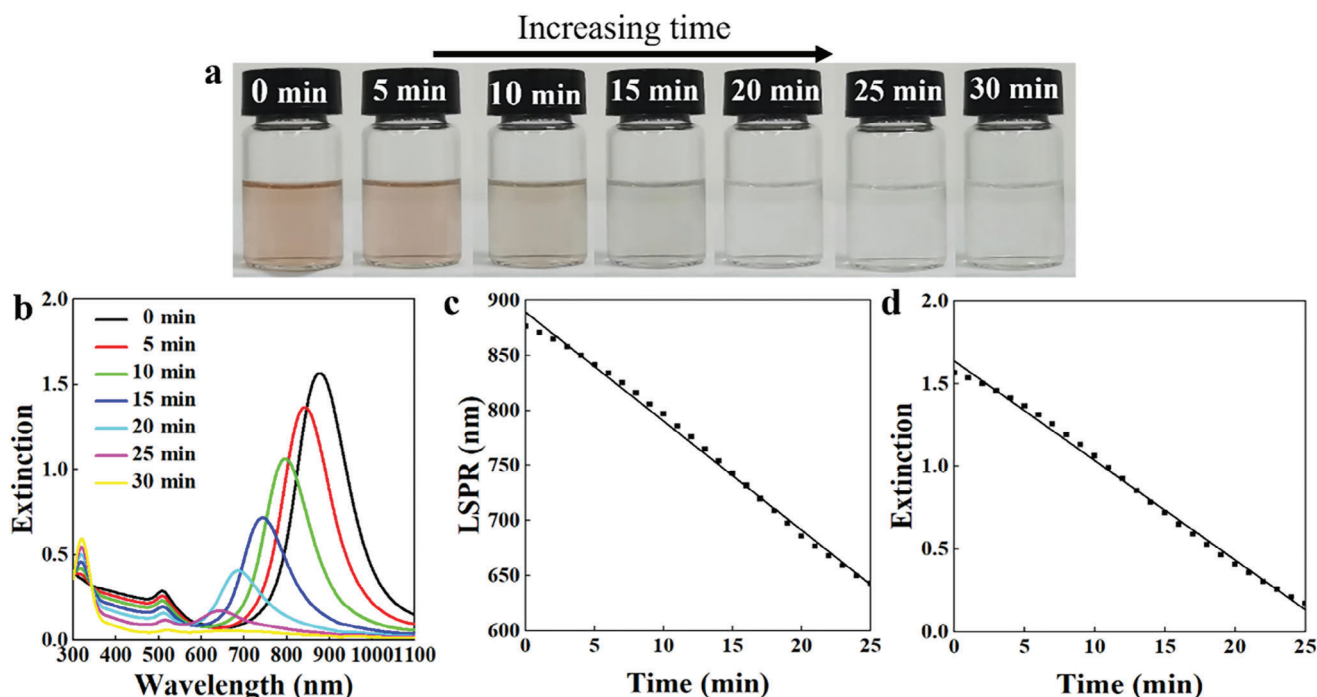 Increasing time
a
0 min 5 min 10 min 15 min 20 min 25 min 30 min
b
2.0
1.5
1.0
0.5
0.0
Extinction
0 min
5 min
10 min
15 min
20 min
25 min
30 min
300 400 500 600 700 800 900 1000 1100
Wavelength (nm)
c
900
850
800
750
700
650
600
LSPR (nm)
0 5 10 15 20 25
Time (min)
d
2.0
1.5
1.0
0.5
0.0
Extinction
0 5 10 15 20 25
Time (min)